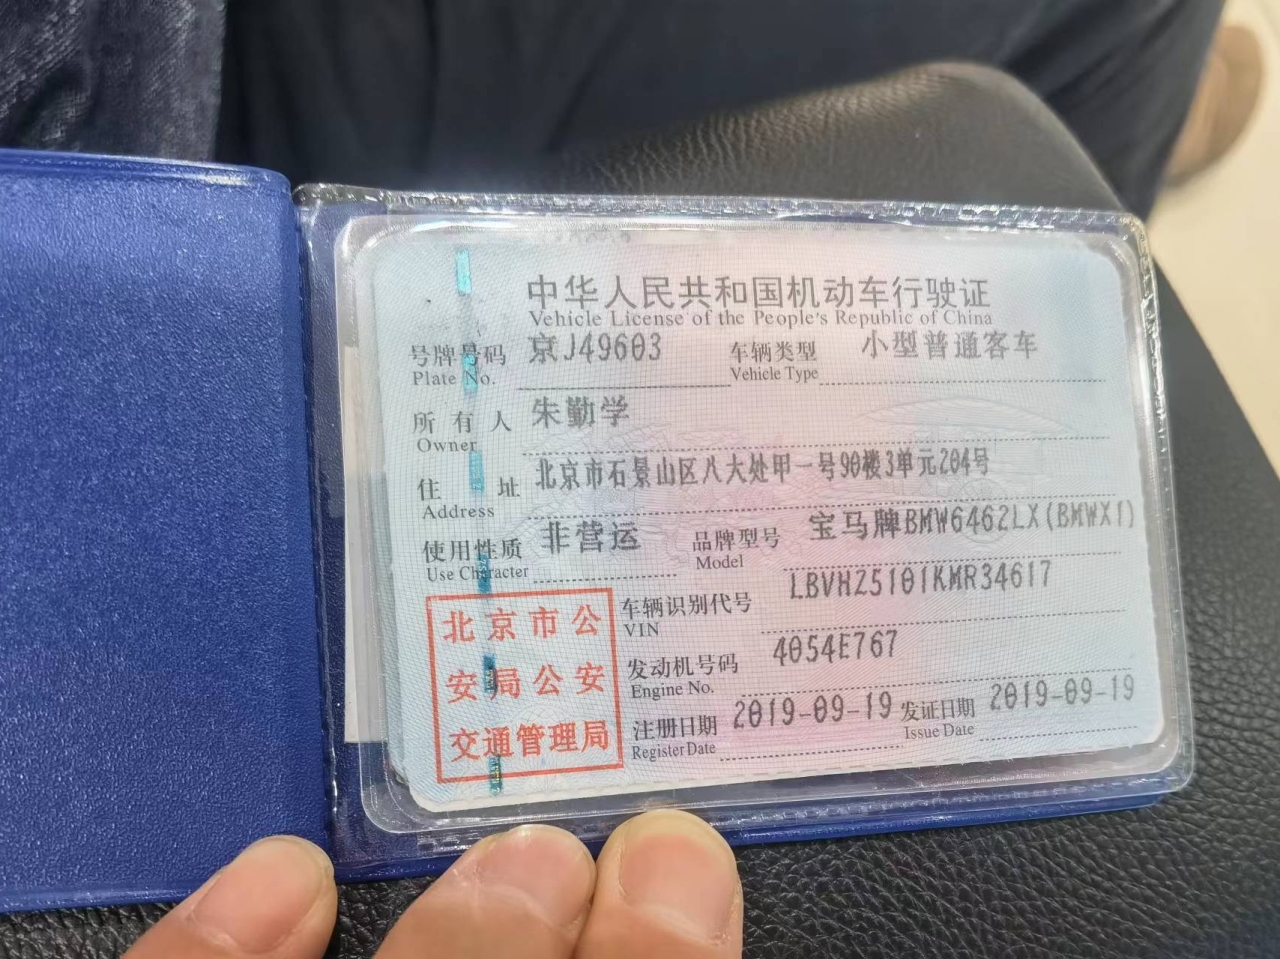 中华人民共和国机动车行驶证
Vehicle License of the People's Republic of China
号牌号码 京J49603 车辆类型 小型普通客车
Plate No. Vehicle Type
所有人 朱勤学
Owner
住址 北京市石景山区八大处甲一号90楼3单元204号
Address
使用性质 非营运 品牌型号 宝马牌BMW6462LX(BMWX1)
Use Character Model
车辆识别代号 LBVHZ5101KMR34617
VIN
发动机号码 4054E767
Engine No.
注册日期 2019-09-19 发证日期 2019-09-19
Register Date Issue Date
北京市公
安局公安
交通管理局